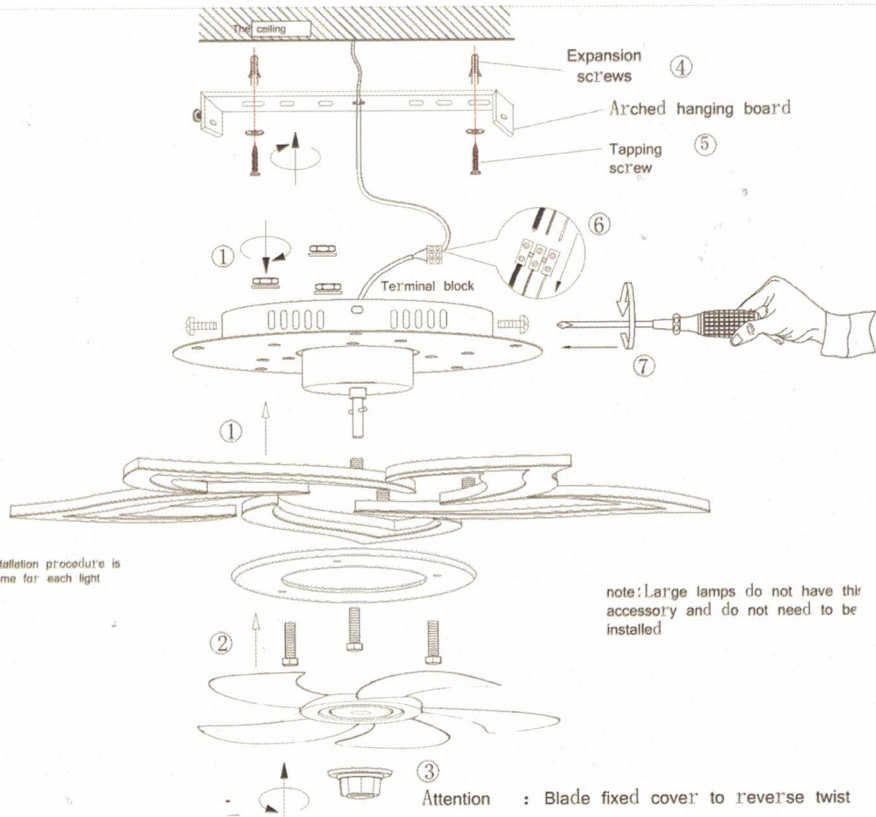 The ceiling
Expansion
screws
④
Arched hanging board
⑤
Tapping
screw
⑥
①
Terminal block
⑦
①
tallation procedure is
me for each light
note:Large lamps do not have this
accessory and do not need to be
installed
②
③
Attention : Blade fixed cover to reverse twist